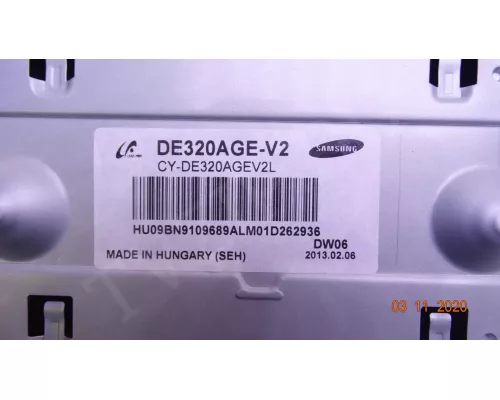 DE320AGE-V2
SAMSUNG
CY-DE320AGEV2L
HU09BN9109689ALM01D262936
DW06
MADE IN HUNGARY (SEH)
2013.02.06
03 11 2020